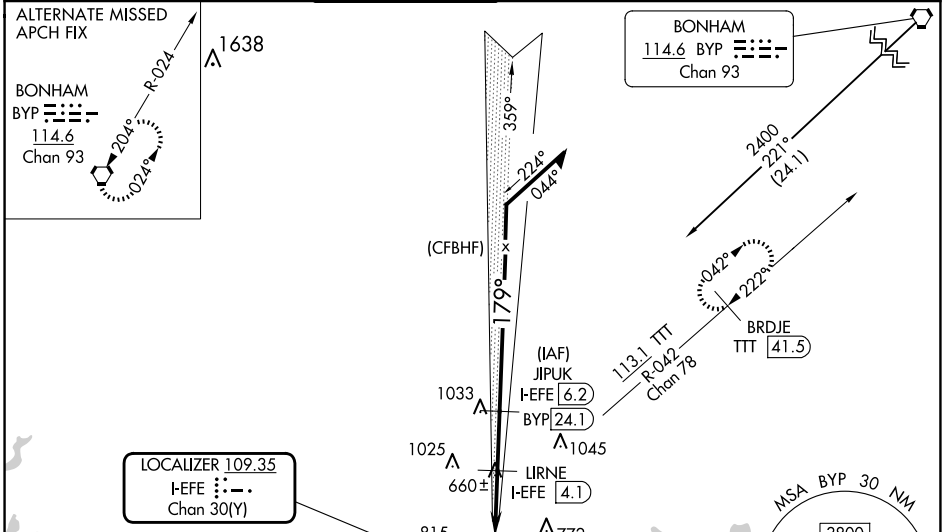 ALTERNATE MISSED
APCH FIX
BONHAM
BYP
114.6
Chan 93
R-024
204°
024°
1638
BONHAM
114.6 BYP
Chan 93
2400
221°
(24.1)
359°
224°
044°
(CFBHF)
x
179°
042°
222°
BRDJE
TTT 41.5
113.1 TTT
R-042
Chan 78
(IAF)
JIPUK
I-EFE 6.2
BYP 24.1
1033
1045
1025
660±
LIRNE
I-EFE 4.1
LOCALIZER 109.35
I-EFE
Chan 30(Y)
MSA BYP 30 NM